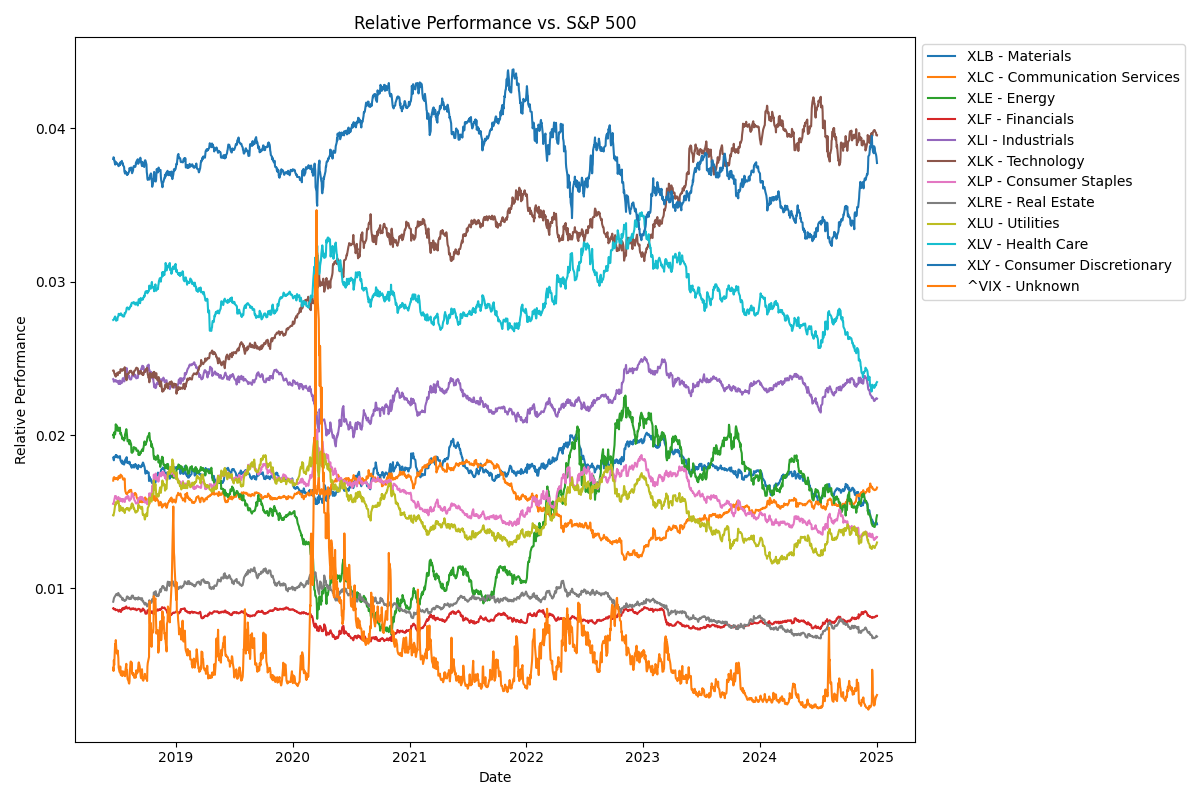 Relative Performance vs. S&P 500
XLB - Materials
XLC - Communication Services
XLE - Energy
XLF - Financials
XLI - Industrials
XLK - Technology
XLP - Consumer Staples
XLRE - Real Estate
XLU - Utilities
XLV - Health Care
XLY - Consumer Discretionary
^VIX - Unknown
Relative Performance
0.04
0.03
0.02
0.01
2019 2020 2021 2022 2023 2024 2025
Date